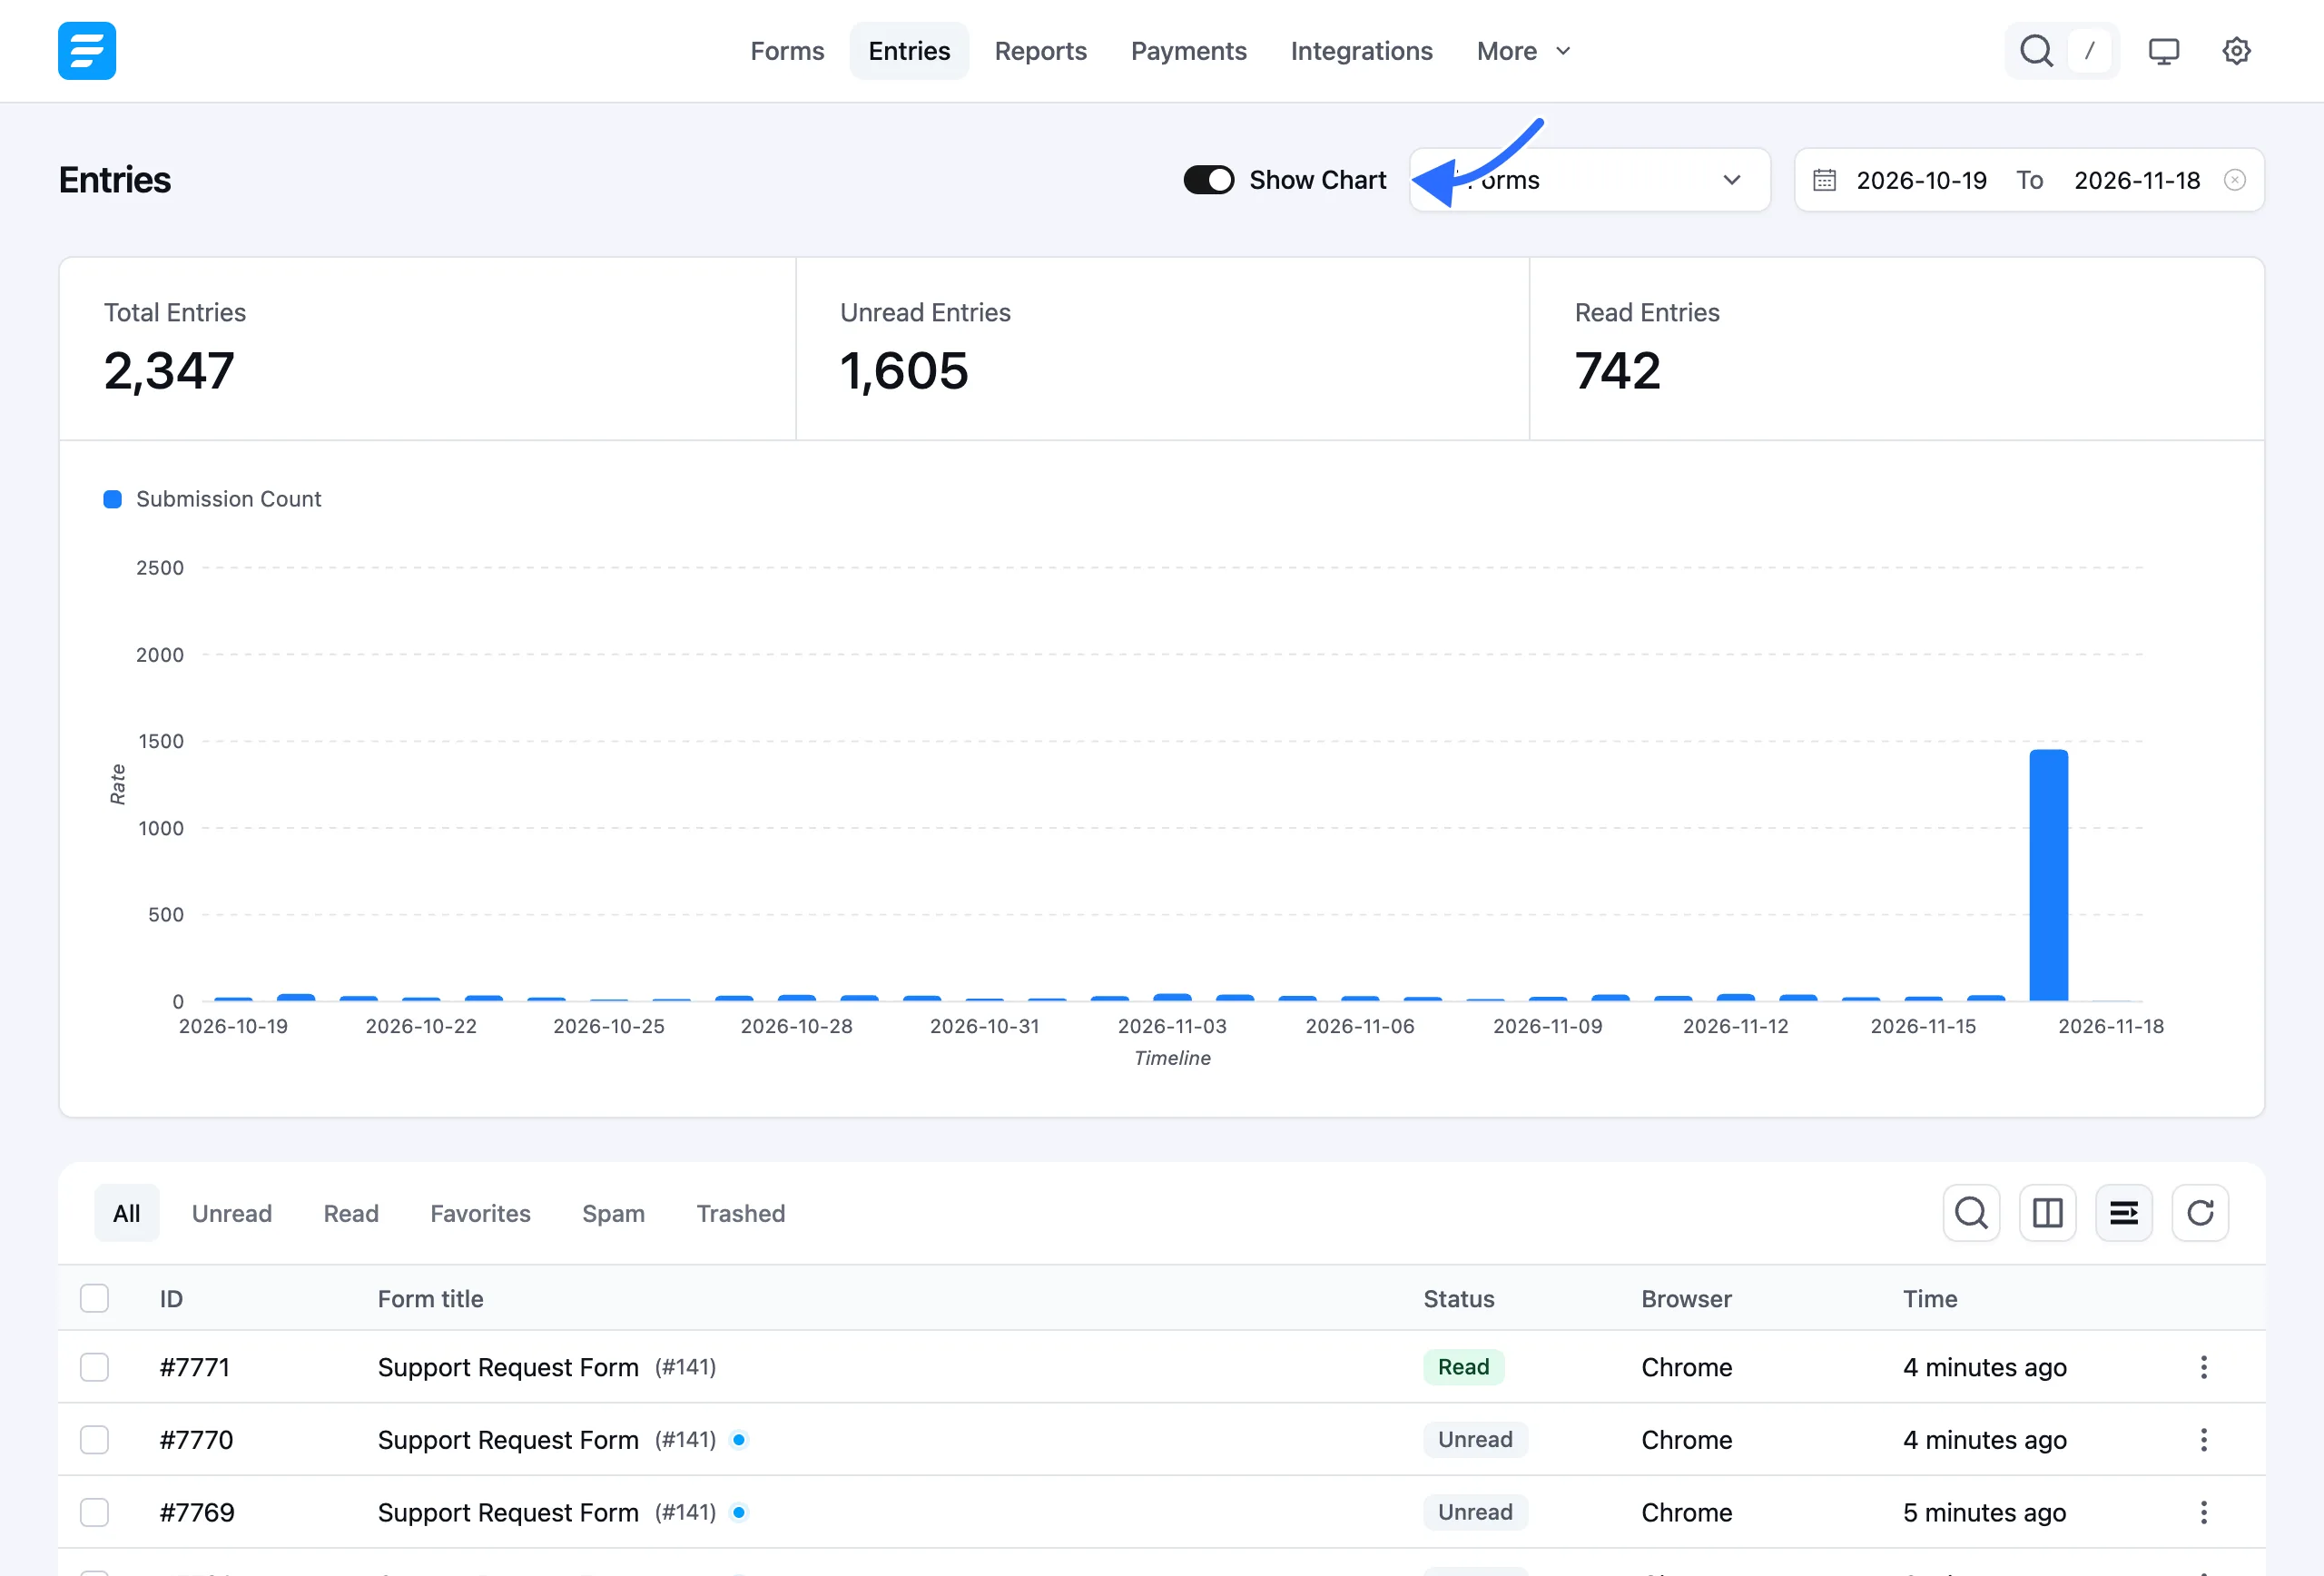 Forms Entries Reports Payments Integrations More /
Entries
Show Chart
orms
2026-10-19 To 2026-11-18
Total Entries
2,347
Unread Entries
1,605
Read Entries
742
Submission Count
2500
2000
1500
1000
500
0
Rate
2026-10-19 2026-10-22 2026-10-25 2026-10-28 2026-10-31 2026-11-03 2026-11-06 2026-11-09 2026-11-12 2026-11-15 2026-11-18
Timeline
All Unread Read Favorites Spam Trashed
ID Form title Status Browser Time
#7771 Support Request Form (#141) Read Chrome 4 minutes ago
#7770 Support Request Form (#141) Unread Chrome 4 minutes ago
#7769 Support Request Form (#141) Unread Chrome 5 minutes ago